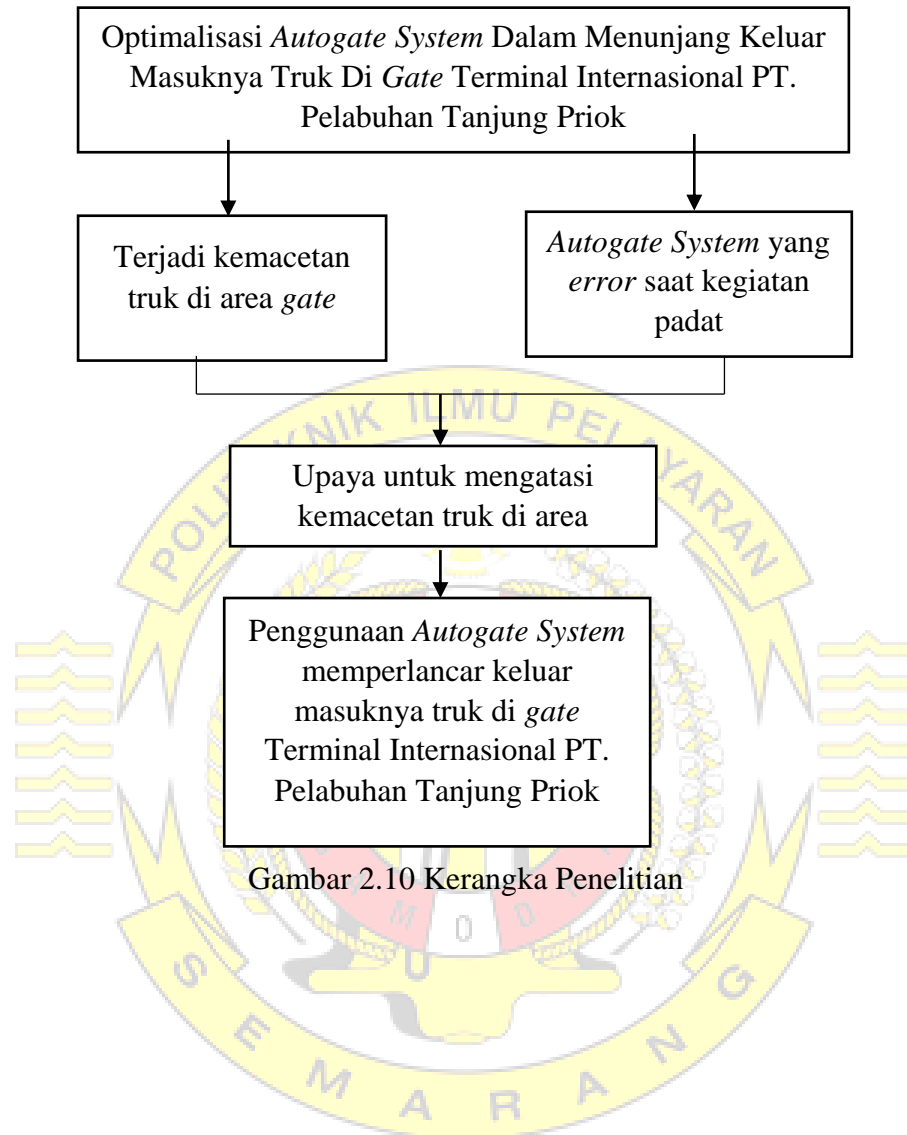 Optimalisasi Autogate System Dalam Menunjang Keluar
Masuknya Truk Di Gate Terminal Internasional PT.
Pelabuhan Tanjung Priok
Terjadi kemacetan
truk di area gate
Autogate System yang
error saat kegiatan
padat
Upaya untuk mengatasi
kemacetan truk di area
Penggunaan Autogate System
memperlancar keluar
masuknya truk di gate
Terminal Internasional PT.
Pelabuhan Tanjung Priok
Gambar 2.10 Kerangka Penelitian
SEMARANG